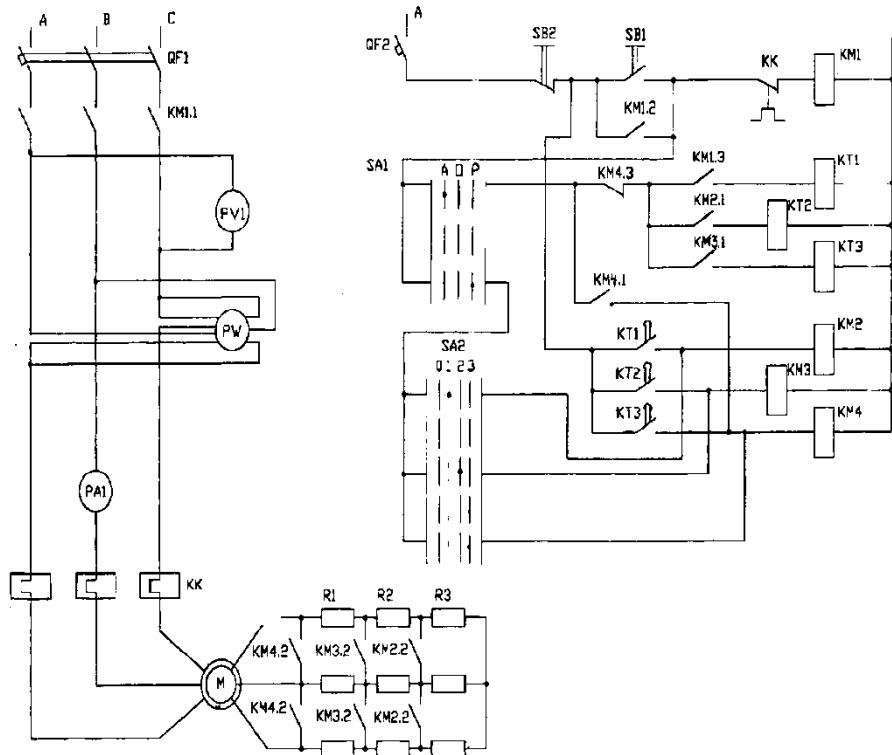 A B C
QF1
KM1.1
PV1
PW
PA1
KK
M
R1 R2 R3
KM4.2 KM3.2 KM2.2
KM4.2 KM3.2 KM2.2
A
QF2
SB2 SB1
KK KM1
KM1.2
SA1 A 0 P
KM4.3 KM1.3 KT1
KM2.1 KT2
KM3.1 KT3
KM4.1
SA2
0 1 2 3
KT1 KM2
KT2 KM3
KT3 KM4